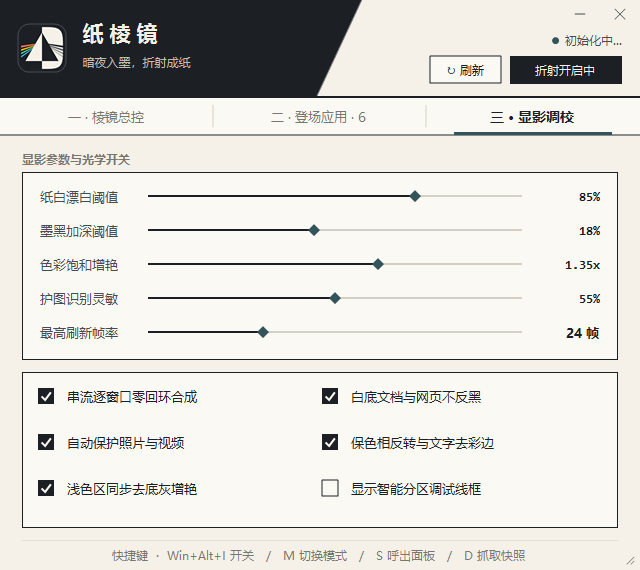 纸棱镜
暗夜入墨，折射成纸
初始化中...
↻ 刷新
折射开启中
一 · 棱镜总控
二 · 登场应用 · 6
三 • 显影调校
显影参数与光学开关
纸白漂白阈值 85%
墨黑加深阈值 18%
色彩饱和增艳 1.35x
护图识别灵敏 55%
最高刷新帧率 24 帧
串流逐窗口零回环合成
白底文档与网页不反黑
自动保护照片与视频
保色相反转与文字去彩边
浅色区同步去底灰增艳
显示智能分区调试线框
快捷键 · Win+Alt+I 开关 / M 切换模式 / S 呼出面板 / D 抓取快照